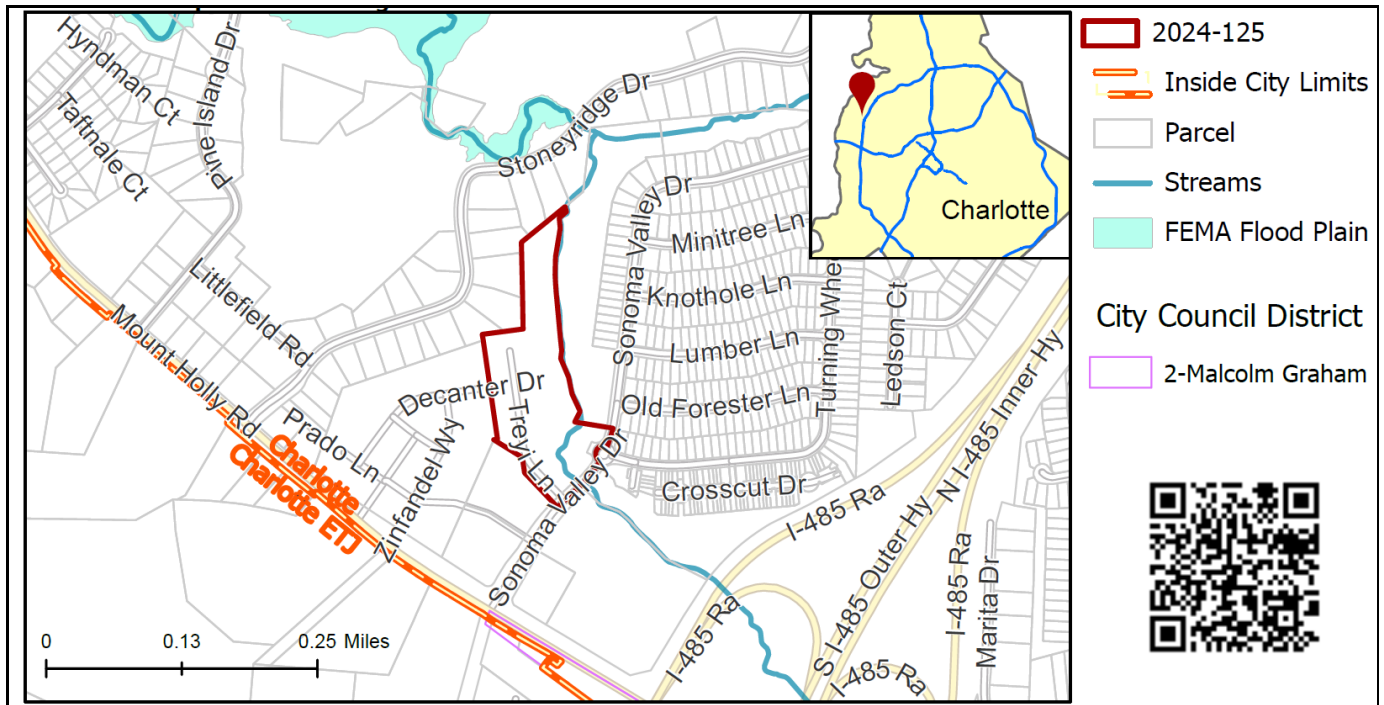 Hyndman Ct
Taftnale Ct
Pine Island Dr
Stoneyridge Dr
Littlefield Rd
Mount Holly Rd
Charlotte
Charlotte ETJ
Prado Ln
Decanter Dr
Treyi Ln
Zinfandel Wy
Sonoma Valley Dr
Sonoma Valley Dr
Minitree Ln
Knothole Ln
Lumber Ln
Old Forester Ln
Turning Whee
Ledson Ct
Crosscut Dr
I-485 Ra
I-485 Ra
S I-485 Outer Hy
N I-485 Inner Hy
I-485 Ra
I-485 Ra
Marita Dr
0 0.13 0.25 Miles
Charlotte
2024-125
Inside City Limits
Parcel
Streams
FEMA Flood Plain
City Council District
2-Malcolm Graham